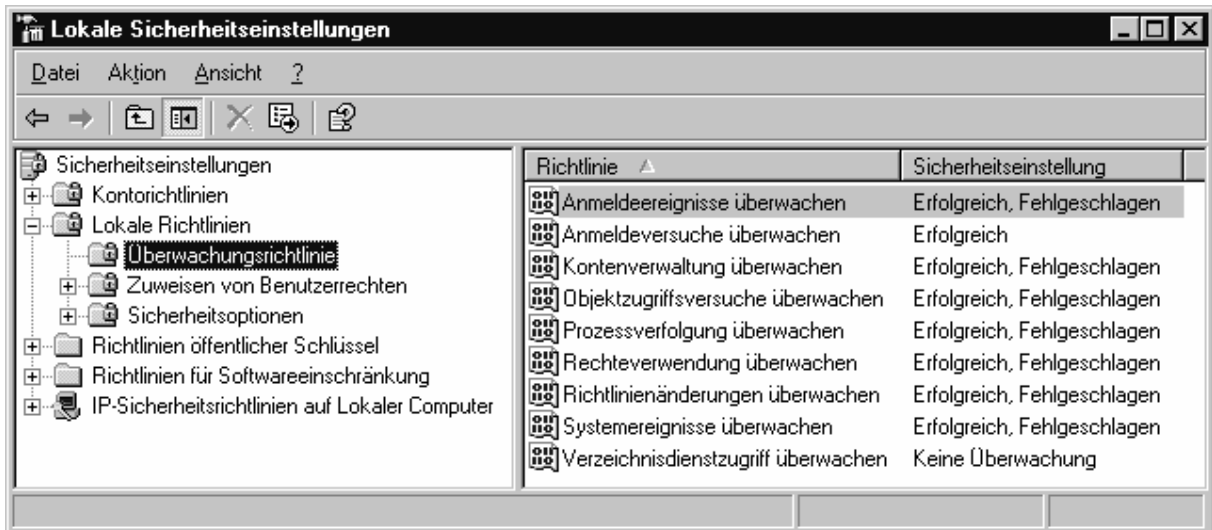 Lokale Sicherheitseinstellungen
Datei Aktion Ansicht ?
Sicherheitseinstellungen
Kontorichtlinien
Lokale Richtlinien
Überwachungsrichtlinie
Zuweisen von Benutzerrechten
Sicherheitsoptionen
Richtlinien öffentlicher Schlüssel
Richtlinien für Softwareeinschränkung
IP-Sicherheitsrichtlinien auf Lokaler Computer
Richtlinie Sicherheitseinstellung
Anmeldeereignisse überwachen Erfolgreich, Fehlgeschlagen
Anmeldeversuche überwachen Erfolgreich
Kontenverwaltung überwachen Erfolgreich, Fehlgeschlagen
Objektzugriffsversuche überwachen Erfolgreich, Fehlgeschlagen
Prozessverfolgung überwachen Erfolgreich, Fehlgeschlagen
Rechteverwendung überwachen Erfolgreich, Fehlgeschlagen
Richtlinienänderungen überwachen Erfolgreich, Fehlgeschlagen
Systemereignisse überwachen Erfolgreich, Fehlgeschlagen
Verzeichnisdienstzugriff überwachen Keine Überwachung